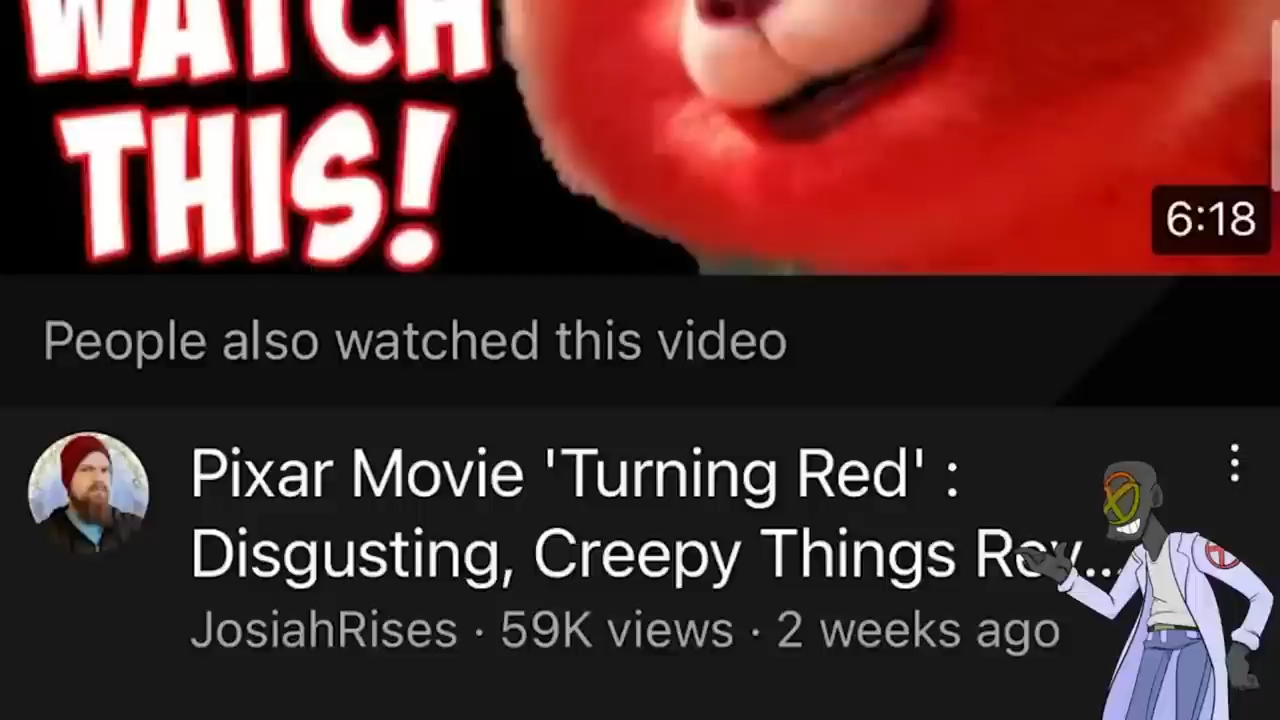 WATCH
THIS!
6:18
People also watched this video
Pixar Movie 'Turning Red' :
Disgusting, Creepy Things Rev...
JosiahRises · 59K views · 2 weeks ago